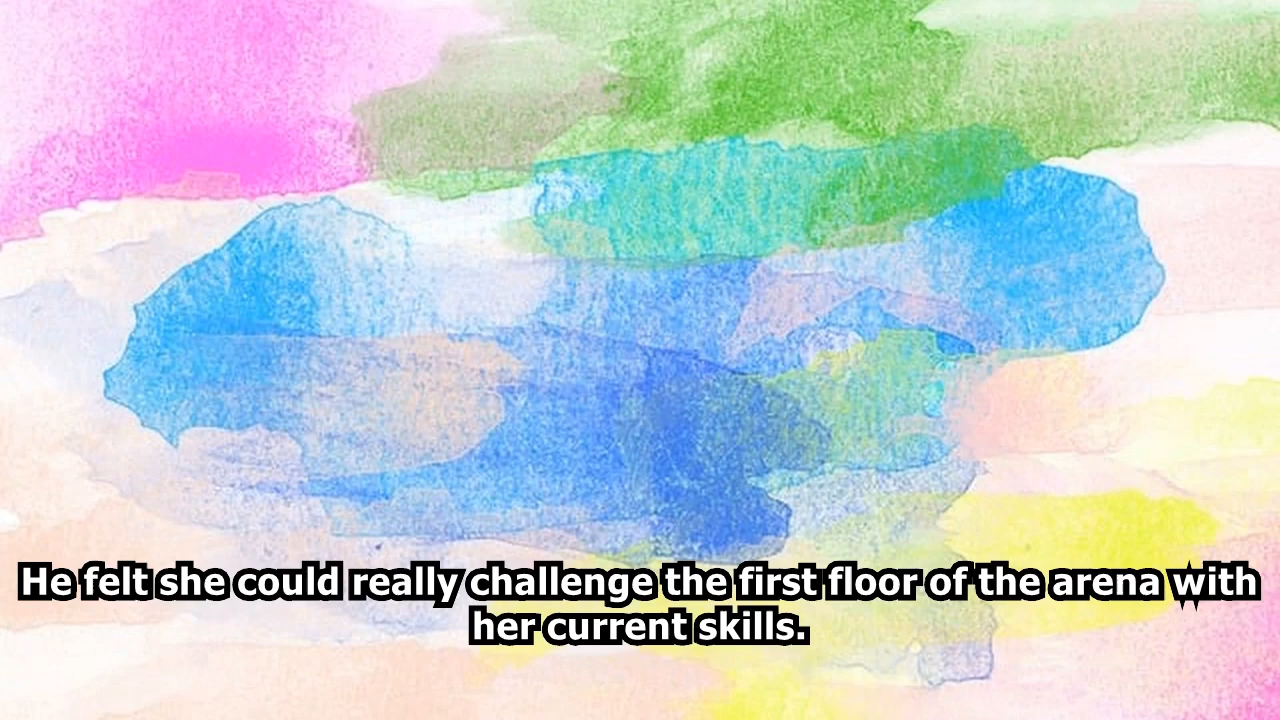 He felt she could really challenge the first floor of the arena with
her current skills.